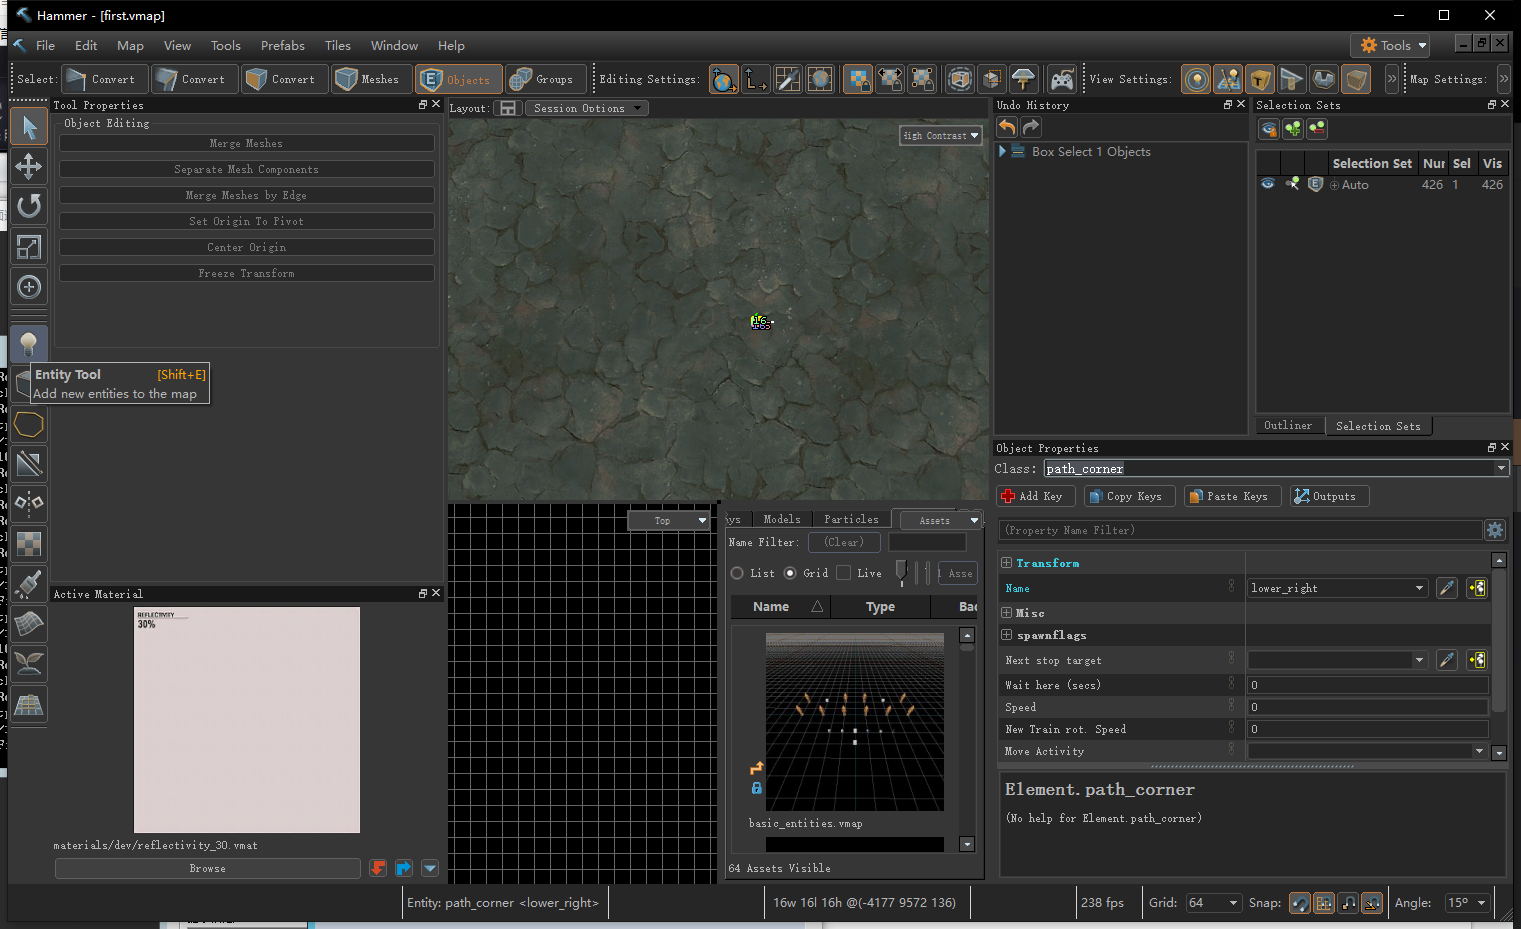 Hammer - [first.vmap]
File Edit Map View Tools Prefabs Tiles Window Help
Tools
Select: Convert Convert Convert Meshes Objects Groups
Editing Settings:
View Settings:
Map Settings:
Tool Properties
Object Editing
Merge Meshes
Separate Mesh Components
Merge Meshes by Edge
Set Origin To Pivot
Center Origin
Freeze Transform
Entity Tool [Shift+E]
Add new entities to the map
Active Material
REFLECTIVITY
30%
materials/dev/reflectivity_30.vmat
Browse
Layout: Session Options
High Contrast
Top
Models Particles Assets
Name Filter: (Clear)
List Grid Live Asse
Name Type Bac
basic_entities.vmap
64 Assets Visible
Undo History
Box Select 1 Objects
Selection Sets
Selection Set Nur Sel Vis
Auto 426 1 426
Outliner Selection Sets
Object Properties
Class: path_corner
Add Key Copy Keys Paste Keys Outputs
(Property Name Filter)
Transform
Name lower_right
Misc
spawnflags
Next stop target
Wait here (secs) 0
Speed 0
New Train rot. Speed 0
Move Activity
Element.path_corner
(No help for Element.path_corner)
Entity: path_corner <lower_right>
16w 16l 16h @(-4177 9572 136)
238 fps
Grid: 64
Snap:
Angle: 15º